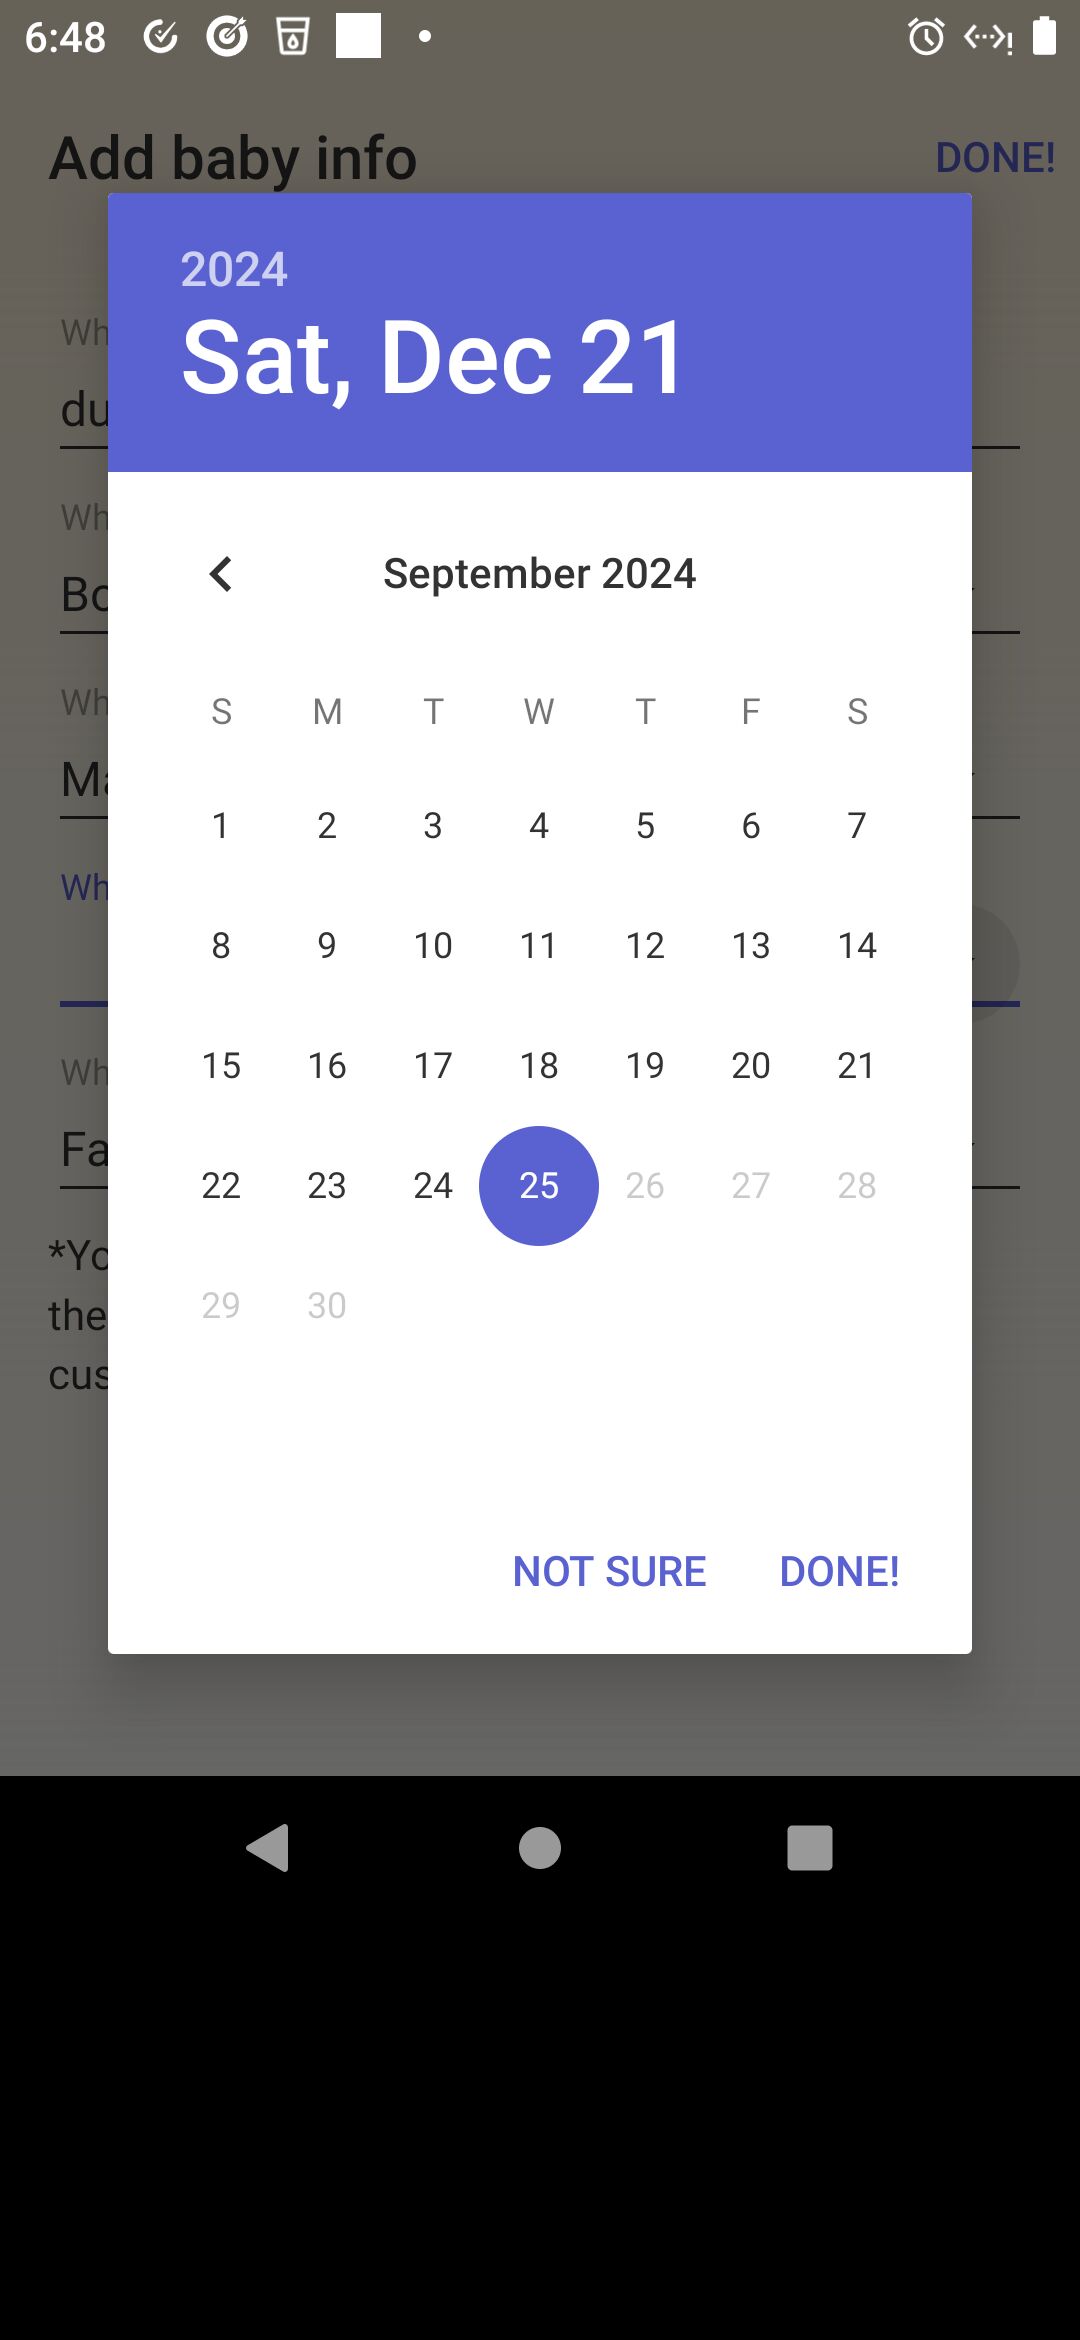 6:48
Add baby info DONE!
2024
Sat, Dec 21
Wh
du
September 2024
Wh
S M T W T F S
1 2 3 4 5 6 7
8 9 10 11 12 13 14
15 16 17 18 19 20 21
22 23 24 25 26 27 28
29 30
Wh
Wh
Wh
Fa
*Yo
the
cus
NOT SURE DONE!